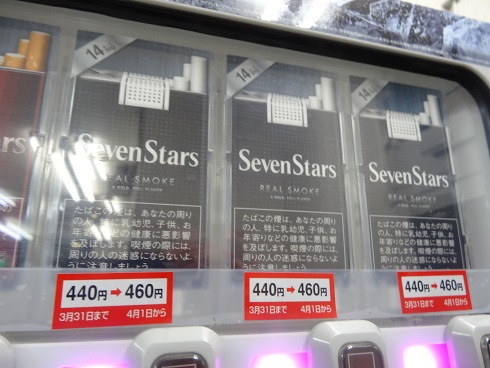 14mg
SevenStars
REAL SMOKE
たばこの煙は、あなたの周り
の人、特に乳幼児、子供、お
年寄りなどの健康に悪影響
を及ぼします。喫煙の際には、
周りの人の迷惑にならないよ
うに注意しましょう。
440円→460円
3月31日まで 4月1日から
14mg
SevenStars
REAL SMOKE
たばこの煙は、あなたの周り
の人、特に乳幼児、子供、お
年寄りなどの健康に悪影響
を及ぼします。喫煙の際には、
周りの人の迷惑にならないよ
うに注意しましょう。
440円→460円
3月31日まで 4月1日から
14mg
SevenStars
REAL SMOKE
たばこの煙は、あなたの周り
の人、特に乳幼児、子供、お
年寄りなどの健康に悪影響
を及ぼします。喫煙の際には、
周りの人の迷惑にならないよ
うに注意しましょう。
440円→460円
3月31日まで 4月1日から